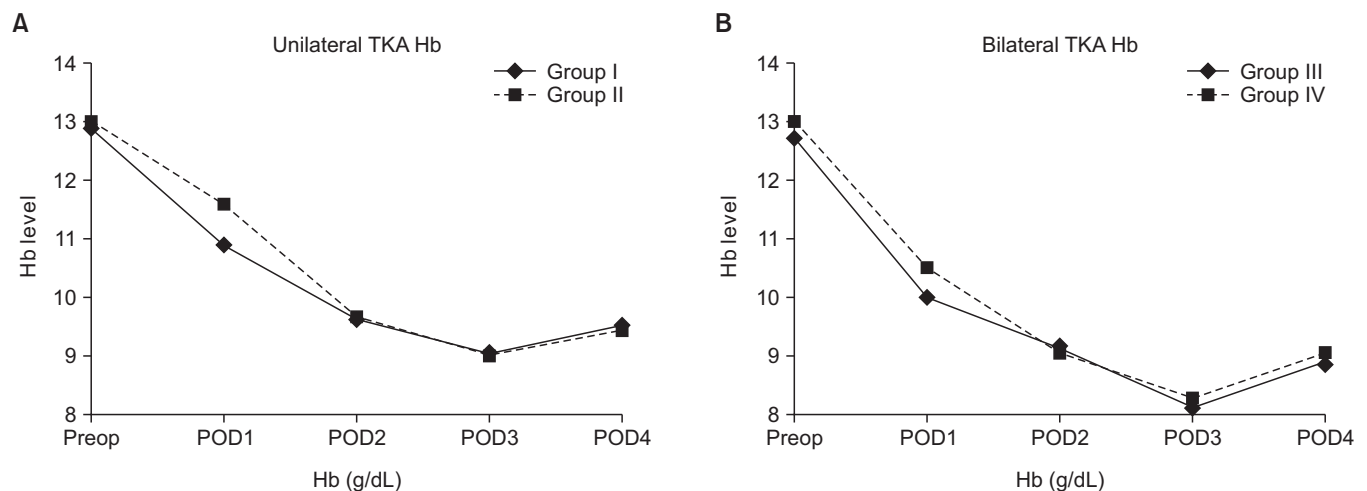 A
Unilateral TKA Hb
14
13
12
11
10
9
8
Hb level
Group I
Group II
Preop POD1 POD2 POD3 POD4
Hb (g/dL)
B
Bilateral TKA Hb
14
13
12
11
10
9
8
Hb level
Group III
Group IV
Preop POD1 POD2 POD3 POD4
Hb (g/dL)